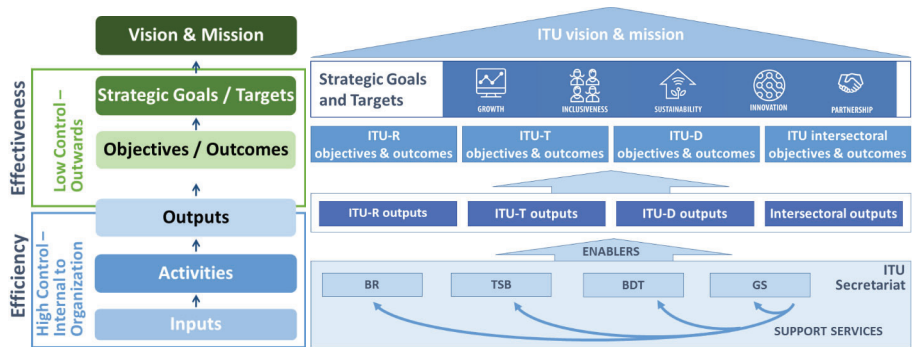 Effectiveness
Low Control –
Outwards
Vision & Mission
Strategic Goals / Targets
Objectives / Outcomes
Efficiency
High Control –
Internal to
Organization
Outputs
Activities
Inputs
ITU vision & mission
Strategic Goals
and Targets
GROWTH
INCLUSIVENESS
SUSTAINABILITY
INNOVATION
PARTNERSHIP
ITU-R
objectives & outcomes
ITU-T
objectives & outcomes
ITU-D
objectives & outcomes
ITU intersectoral
objectives & outcomes
ITU-R outputs
ITU-T outputs
ITU-D outputs
Intersectoral outputs
ENABLERS
ITU
Secretariat
BR
TSB
BDT
GS
SUPPORT SERVICES